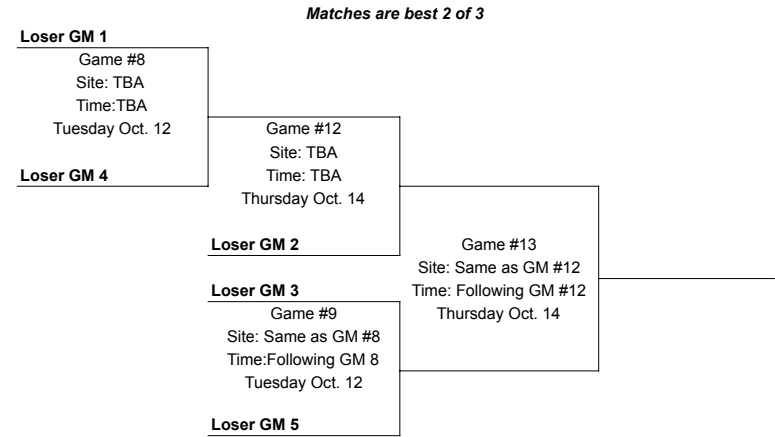 Matches are best 2 of 3
Loser GM 1
Game #8
Site: TBA
Time:TBA
Tuesday Oct. 12
Loser GM 4
Game #12
Site: TBA
Time: TBA
Thursday Oct. 14
Loser GM 2
Loser GM 3
Game #9
Site: Same as GM #8
Time:Following GM 8
Tuesday Oct. 12
Loser GM 5
Game #13
Site: Same as GM #12
Time: Following GM #12
Thursday Oct. 14